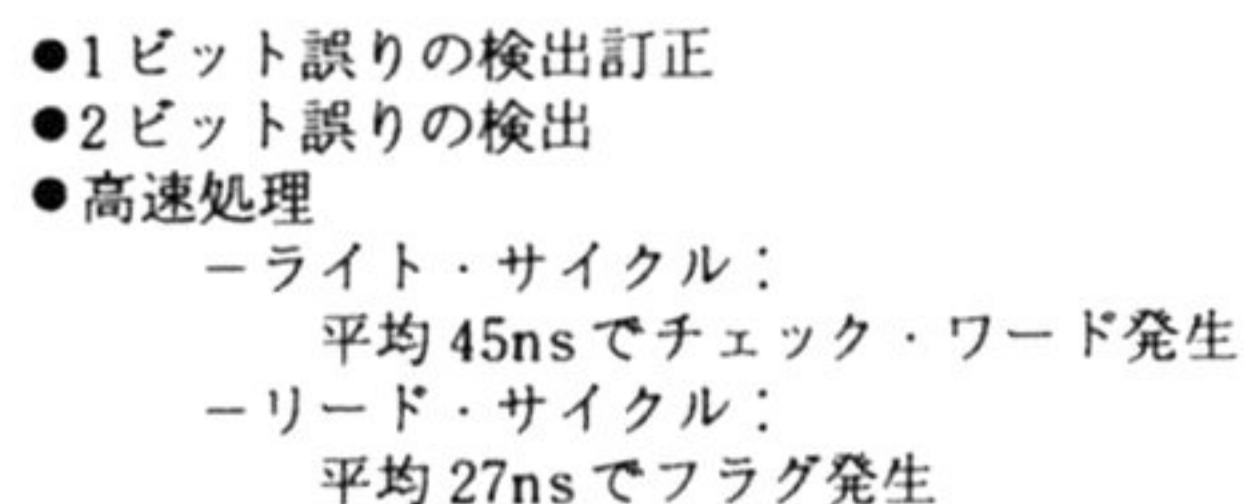 ●1ビット誤りの検出訂正
●2ビット誤りの検出
●高速処理
－ライト・サイクル：
平均45nsでチェック・ワード発生
－リード・サイクル：
平均27nsでフラグ発生